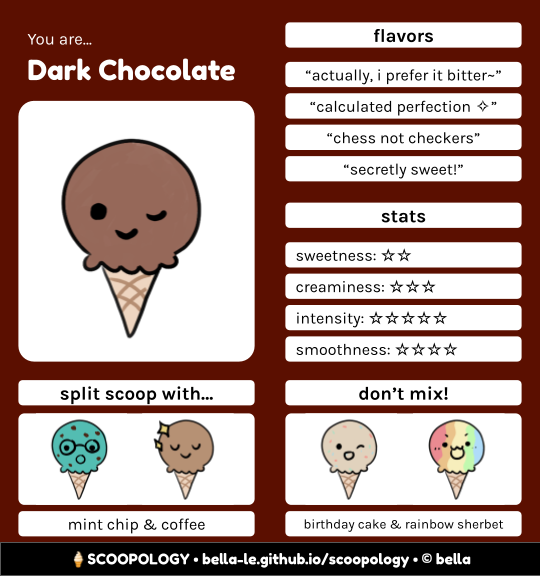 You are...
Dark Chocolate
flavors
“actually, i prefer it bitter~”
“calculated perfection ✧”
“chess not checkers”
“secretly sweet!”
stats
sweetness: ☆☆
creaminess: ☆☆☆
intensity: ☆☆☆☆☆
smoothness: ☆☆☆☆
split scoop with...
mint chip & coffee
don’t mix!
birthday cake & rainbow sherbet
🍦SCOOPOLOGY • bella-le.github.io/scoopology • © bella